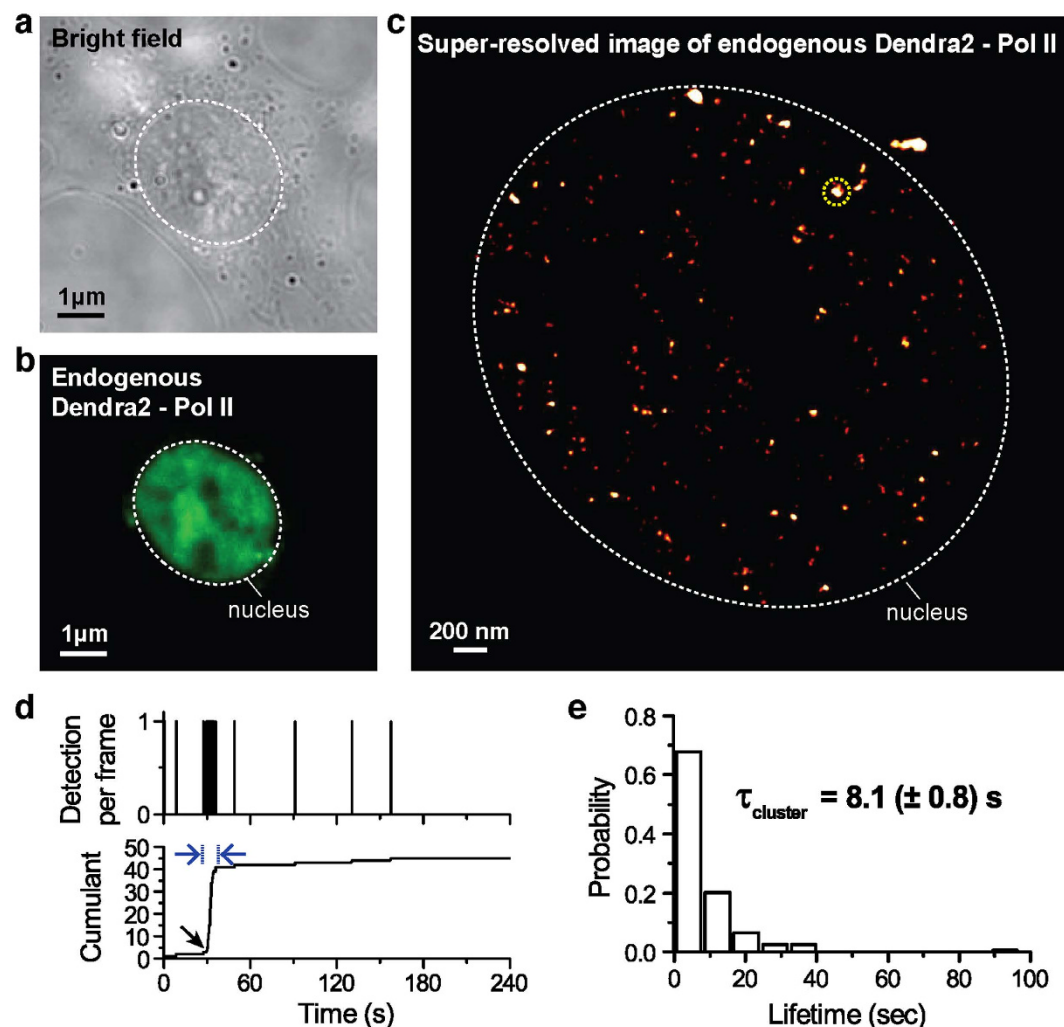 a
Bright field
1µm
b
Endogenous
Dendra2 - Pol II
nucleus
1µm
c
Super-resolved image of endogenous Dendra2 - Pol II
nucleus
200 nm
d
Detection
per frame
1
0
Cumulant
50
40
30
20
10
0
0 60 120 180 240
Time (s)
e
Probability
0.8
0.6
0.4
0.2
0.0
τcluster = 8.1 (± 0.8) s
0 20 40 60 80 100
Lifetime (sec)